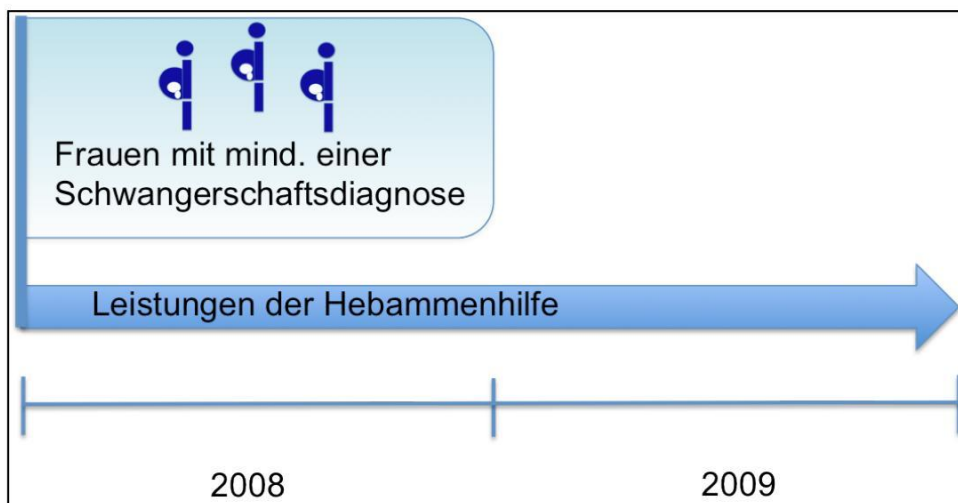 Frauen mit mind. einer
Schwangerschaftsdiagnose
Leistungen der Hebammenhilfe
2008
2009